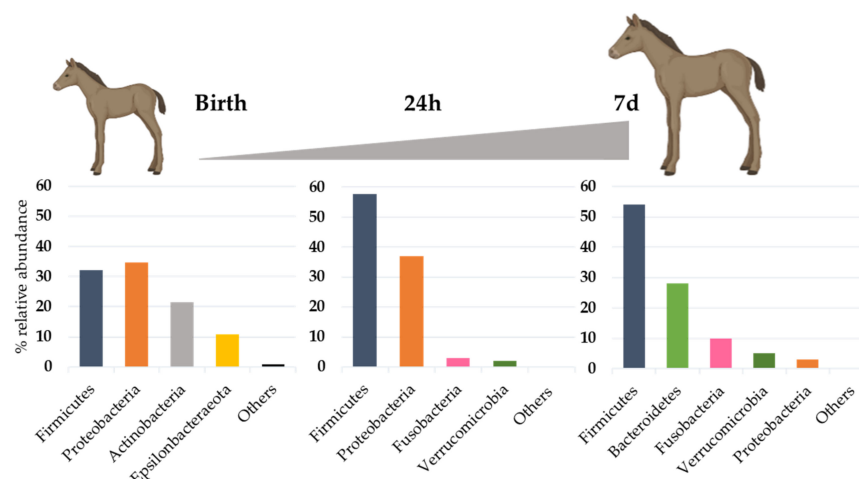 Birth
24h
7d
% relative abundance
60
50
40
30
20
10
0
Firmicutes
Proteobacteria
Actinobacteria
Epsilonbacteraeota
Others
60
50
40
30
20
10
0
Firmicutes
Proteobacteria
Fusobacteria
Verrucomicrobia
Others
60
50
40
30
20
10
0
Firmicutes
Bacteroidetes
Fusobacteria
Verrucomicrobia
Proteobacteria
Others